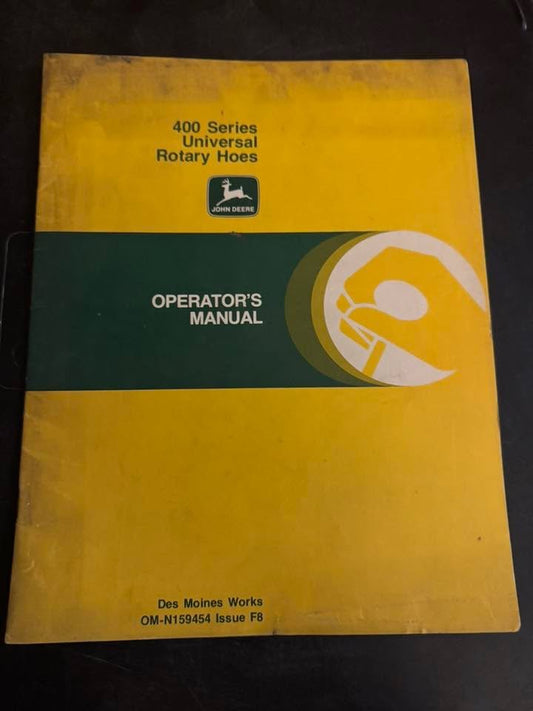 400 Series
Universal
Rotary Hoes
JOHN DEERE
OPERATOR'S
MANUAL
Des Moines Works
OM-N159454 Issue F8